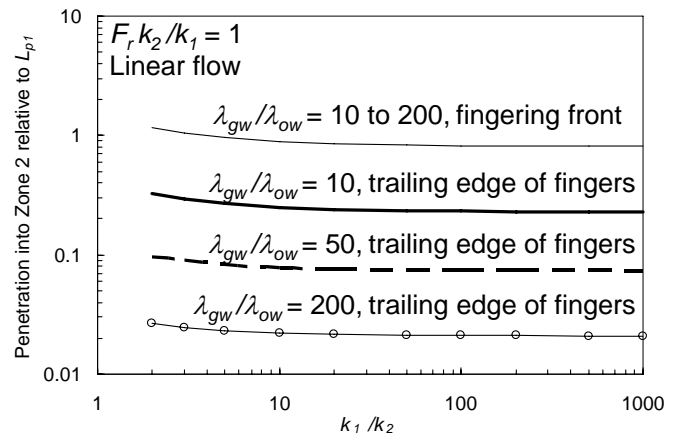 10
F_r k_2/k_1 = 1
Linear flow
λ_gw/λ_ow = 10 to 200, fingering front
1
λ_gw/λ_ow = 10, trailing edge of fingers
λ_gw/λ_ow = 50, trailing edge of fingers
0.1
λ_gw/λ_ow = 200, trailing edge of fingers
0.01
Penetration into Zone 2 relative to L_p1
1 10 100 1000
k_1/k_2